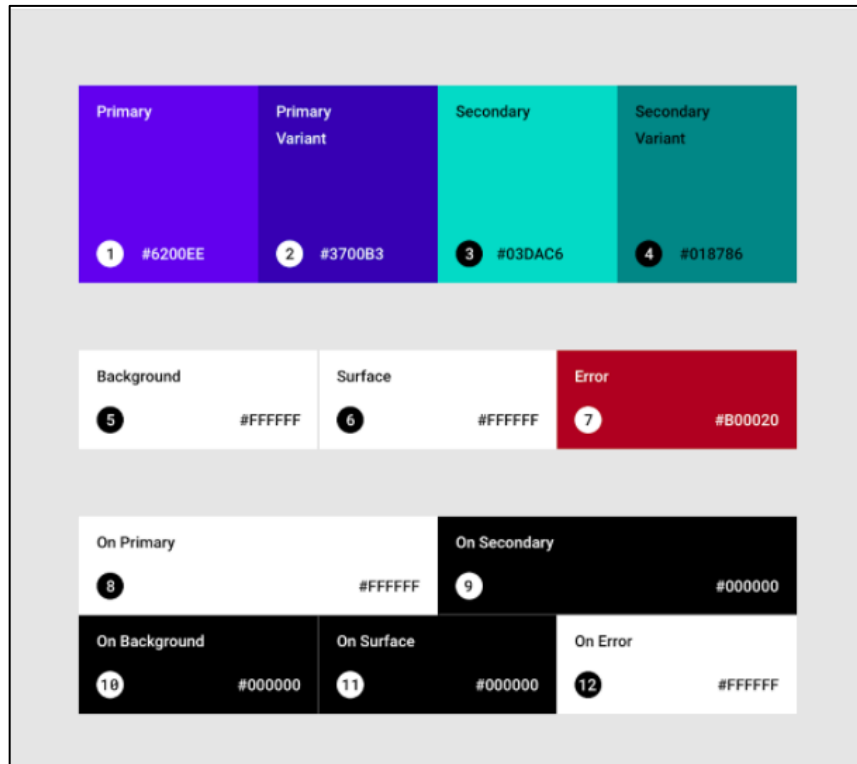 Primary
Primary
Variant
Secondary
Secondary
Variant
1 #6200EE
2 #3700B3
3 #03DAC6
4 #018786
Background
Surface
Error
5 #FFFFFF
6 #FFFFFF
7 #B00020
On Primary
On Secondary
8 #FFFFFF
9 #000000
On Background
On Surface
On Error
10 #000000
11 #000000
12 #FFFFFF